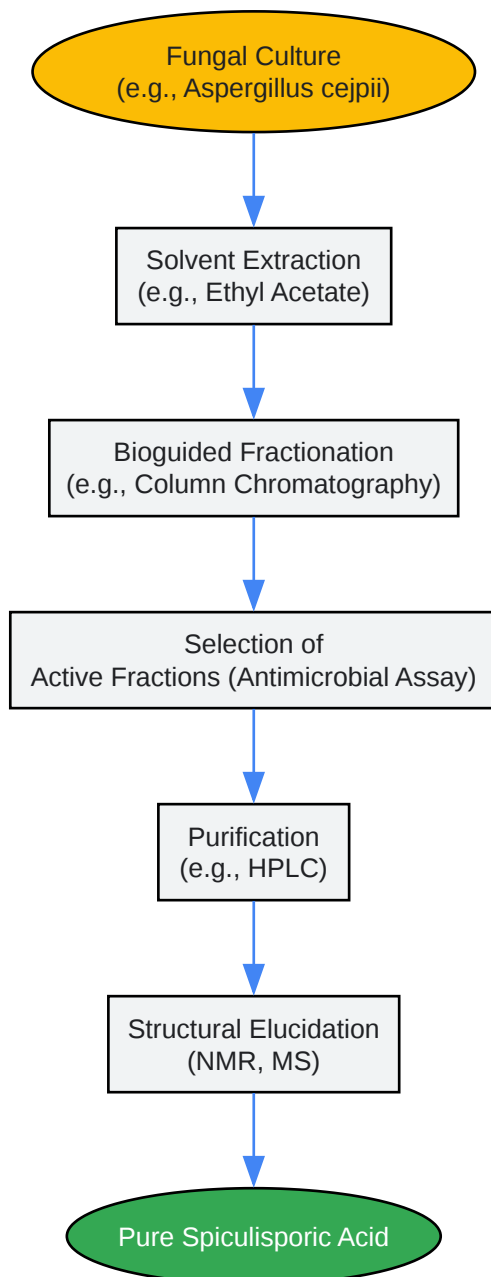 Fungal Culture
(e.g., Aspergillus cejpii)
Solvent Extraction
(e.g., Ethyl Acetate)
Bioguided Fractionation
(e.g., Column Chromatography)
Selection of
Active Fractions (Antimicrobial Assay)
Purification
(e.g., HPLC)
Structural Elucidation
(NMR, MS)
Pure Spiculisporic Acid